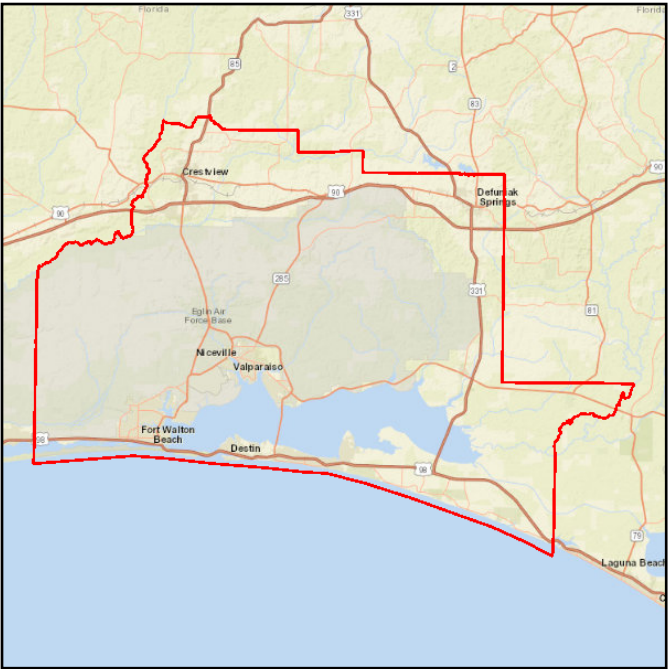 Florida
Florida
331
85
2
83
90
Crestview
90
Defuniak
Springs
90
285
331
81
Eglin Air
Force Base
Niceville
Valparaiso
Fort Walton
Beach
98
Destin
98
79
Laguna Beach
C